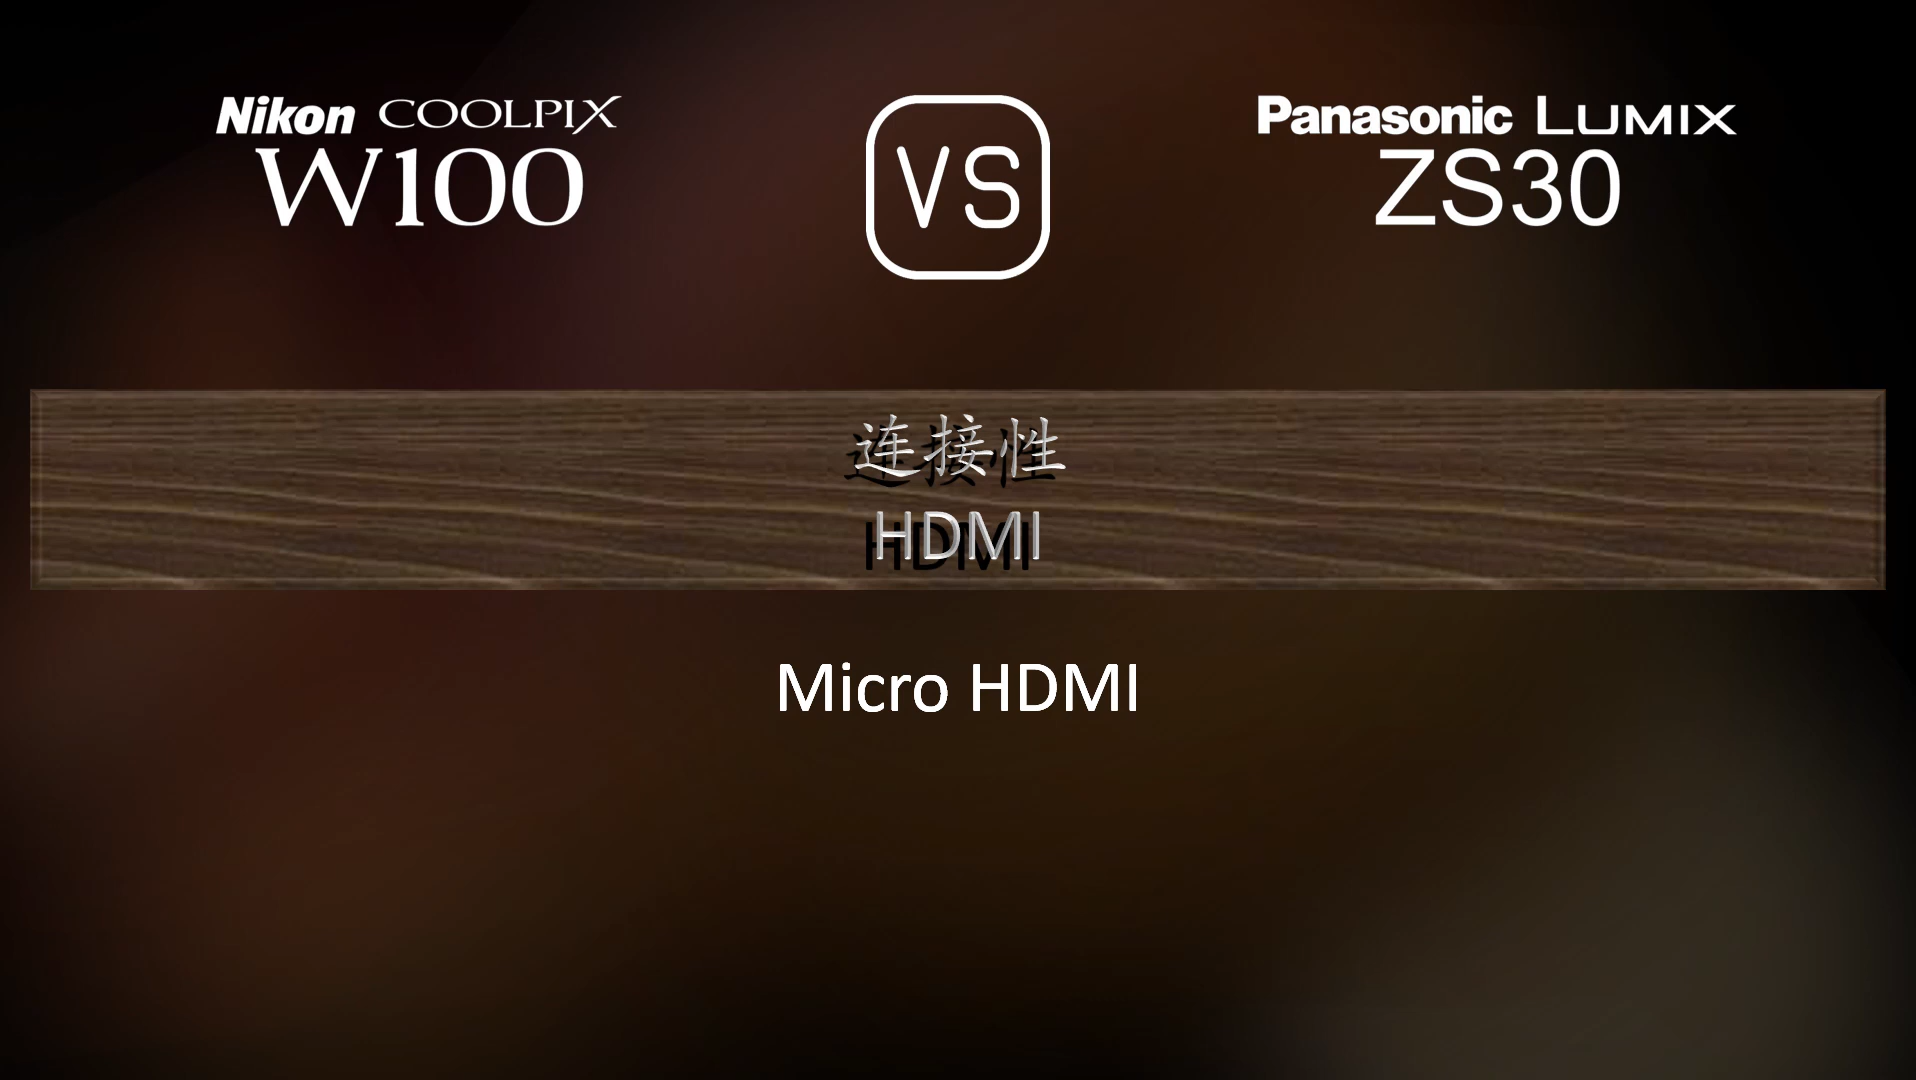 Nikon COOLPIX
W100
VS
Panasonic LUMIX
ZS30
连接性
HDMI
Micro HDMI